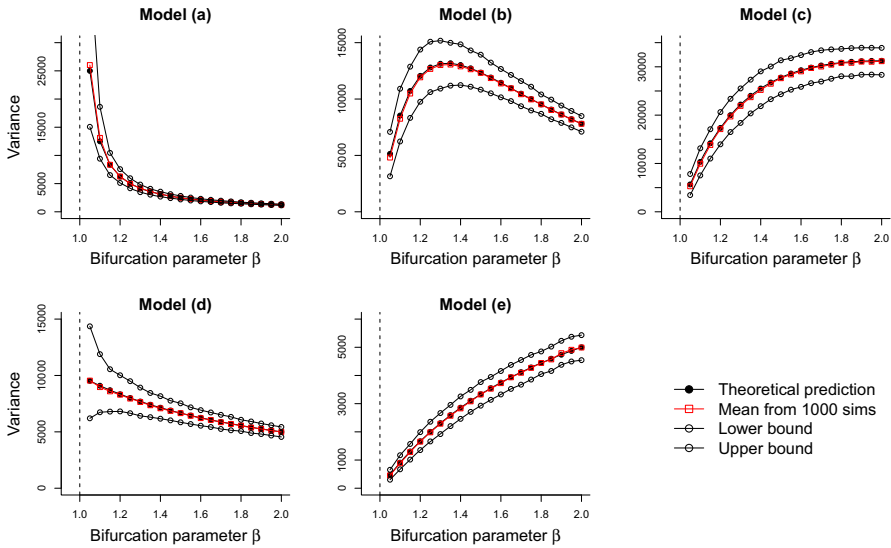 Model (a)
Variance
25000
15000
5000
0
1.0 1.2 1.4 1.6 1.8 2.0
Bifurcation parameter β
Model (b)
15000
10000
5000
0
1.0 1.2 1.4 1.6 1.8 2.0
Bifurcation parameter β
Model (c)
30000
20000
10000
0
1.0 1.2 1.4 1.6 1.8 2.0
Bifurcation parameter β
Model (d)
Variance
15000
10000
5000
0
1.0 1.2 1.4 1.6 1.8 2.0
Bifurcation parameter β
Model (e)
5000
3000
1000
0
1.0 1.2 1.4 1.6 1.8 2.0
Bifurcation parameter β
Theoretical prediction
Mean from 1000 sims
Lower bound
Upper bound